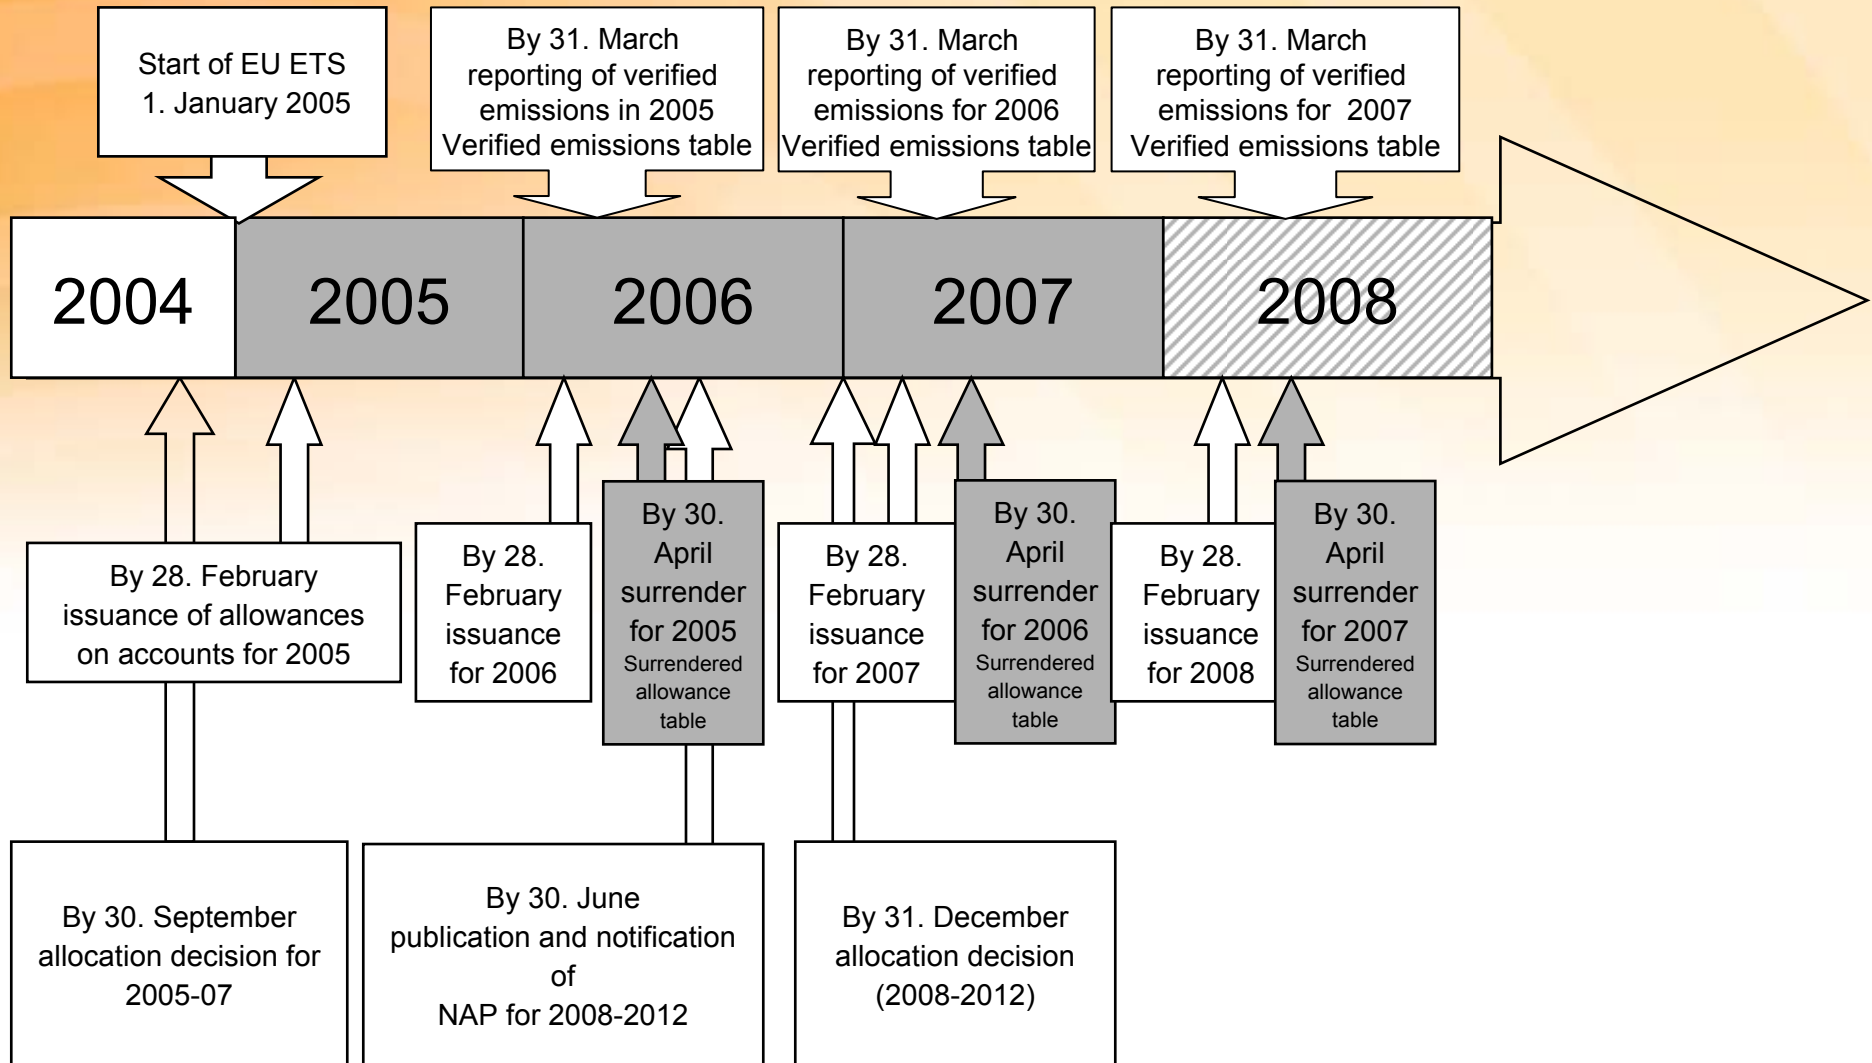 Start of EU ETS
1. January 2005
By 31. March
reporting of verified
emissions in 2005
Verified emissions table
By 31. March
reporting of verified
emissions for 2006
Verified emissions table
By 31. March
reporting of verified
emissions for 2007
Verified emissions table
2004
2005
2006
2007
2008
By 28. February
issuance of allowances
on accounts for 2005
By 28.
February
issuance
for 2006
By 30.
April
surrender
for 2005
Surrendered
allowance
table
By 28.
February
issuance
for 2007
By 30.
April
surrender
for 2006
Surrendered
allowance
table
By 28.
February
issuance
for 2008
By 30.
April
surrender
for 2007
Surrendered
allowance
table
By 30. September
allocation decision for
2005-07
By 30. June
publication and notification
of
NAP for 2008-2012
By 31. December
allocation decision
(2008-2012)